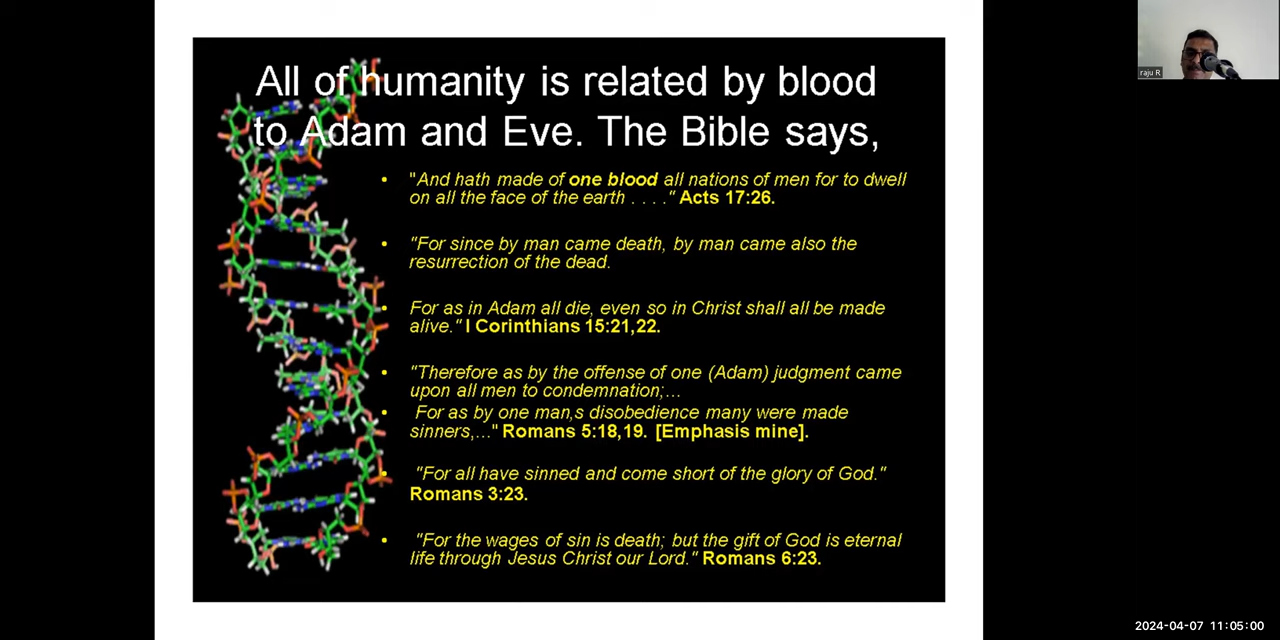 All of humanity is related by blood
to Adam and Eve. The Bible says,
• "And hath made of one blood all nations of men for to dwell
on all the face of the earth . . . ." Acts 17:26.
• "For since by man came death, by man came also the
resurrection of the dead.
• For as in Adam all die, even so in Christ shall all be made
alive." I Corinthians 15:21,22.
• "Therefore as by the offense of one (Adam) judgment came
upon all men to condemnation;...
• For as by one man,s disobedience many were made
sinners,..." Romans 5:18,19. [Emphasis mine].
• "For all have sinned and come short of the glory of God."
Romans 3:23.
• "For the wages of sin is death; but the gift of God is eternal
life through Jesus Christ our Lord." Romans 6:23.
raju R
2024-04-07 11:05:00